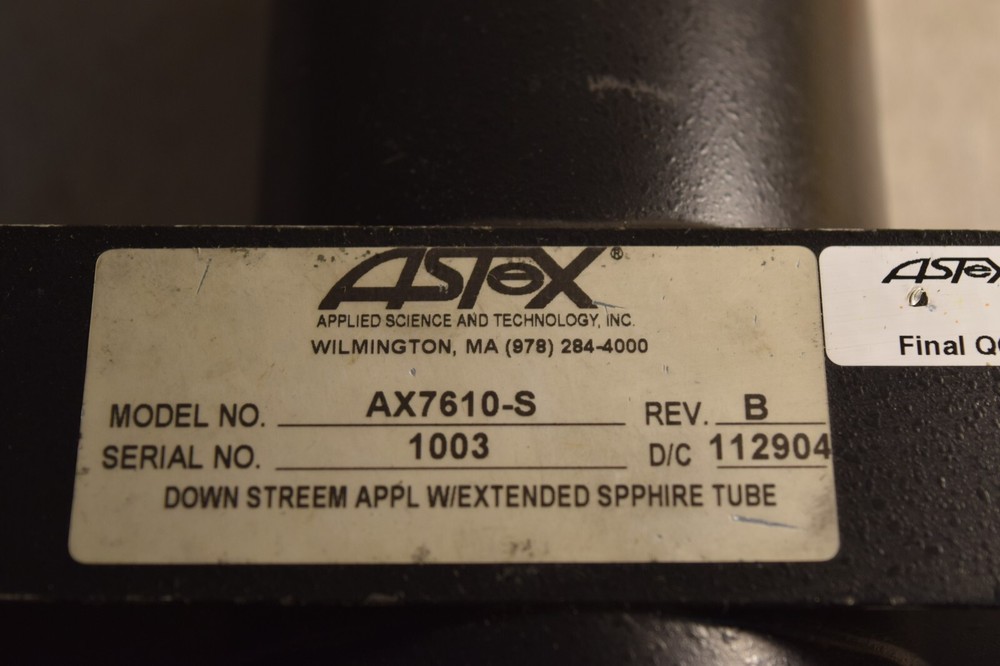 ASTeX®
APPLIED SCIENCE AND TECHNOLOGY, INC.
WILMINGTON, MA (978) 284-4000
MODEL NO. AX7610-S REV. B
SERIAL NO. 1003 D/C 112904
DOWN STREEM APPL W/EXTENDED SPPHIRE TUBE
ASTeX
Final